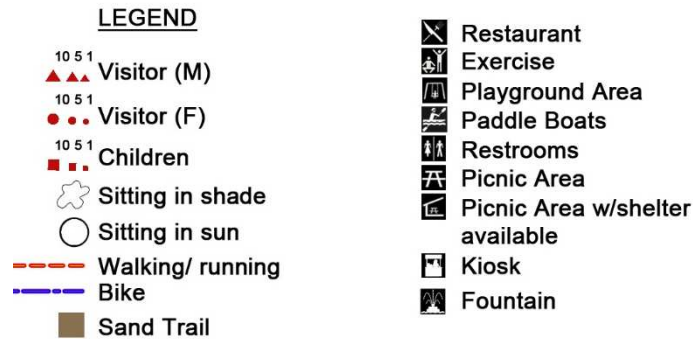 LEGEND
10 5 1
Visitor (M)
10 5 1
Visitor (F)
10 5 1
Children
Sitting in shade
Sitting in sun
Walking/ running
Bike
Sand Trail
Restaurant
Exercise
Playground Area
Paddle Boats
Restrooms
Picnic Area
Picnic Area w/shelter
available
Kiosk
Fountain